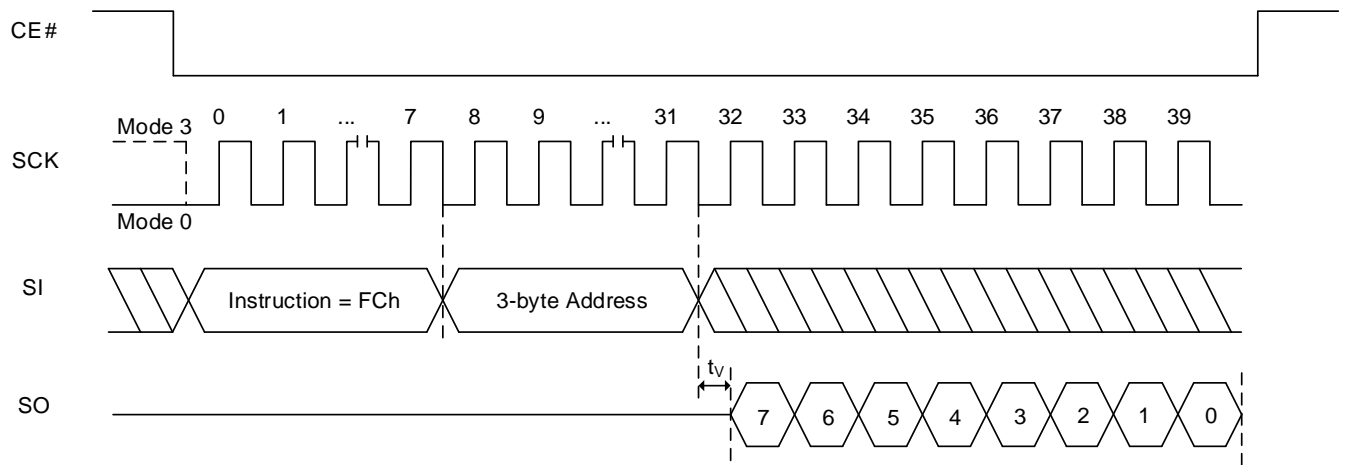 CE#
Mode 3
0 1 ... 7 8 9 ... 31 32 33 34 35 36 37 38 39
SCK
Mode 0
SI
Instruction = FCh
3-byte Address
tV
SO
7 6 5 4 3 2 1 0